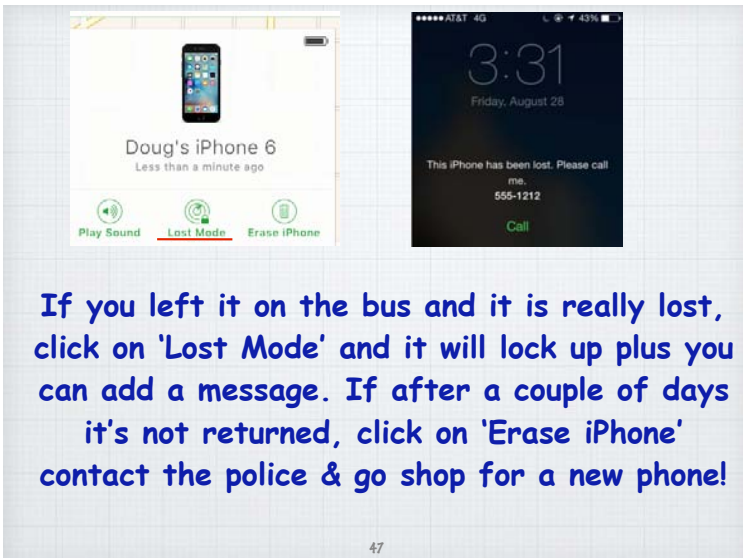 Doug's iPhone 6
Less than a minute ago
Play Sound Lost Mode Erase iPhone
AT&T 4G 43%
3:31
Friday, August 28
This iPhone has been lost. Please call
me.
555-1212
Call
If you left it on the bus and it is really lost,
click on ‘Lost Mode’ and it will lock up plus you
can add a message. If after a couple of days
it’s not returned, click on ‘Erase iPhone’
contact the police & go shop for a new phone!
47